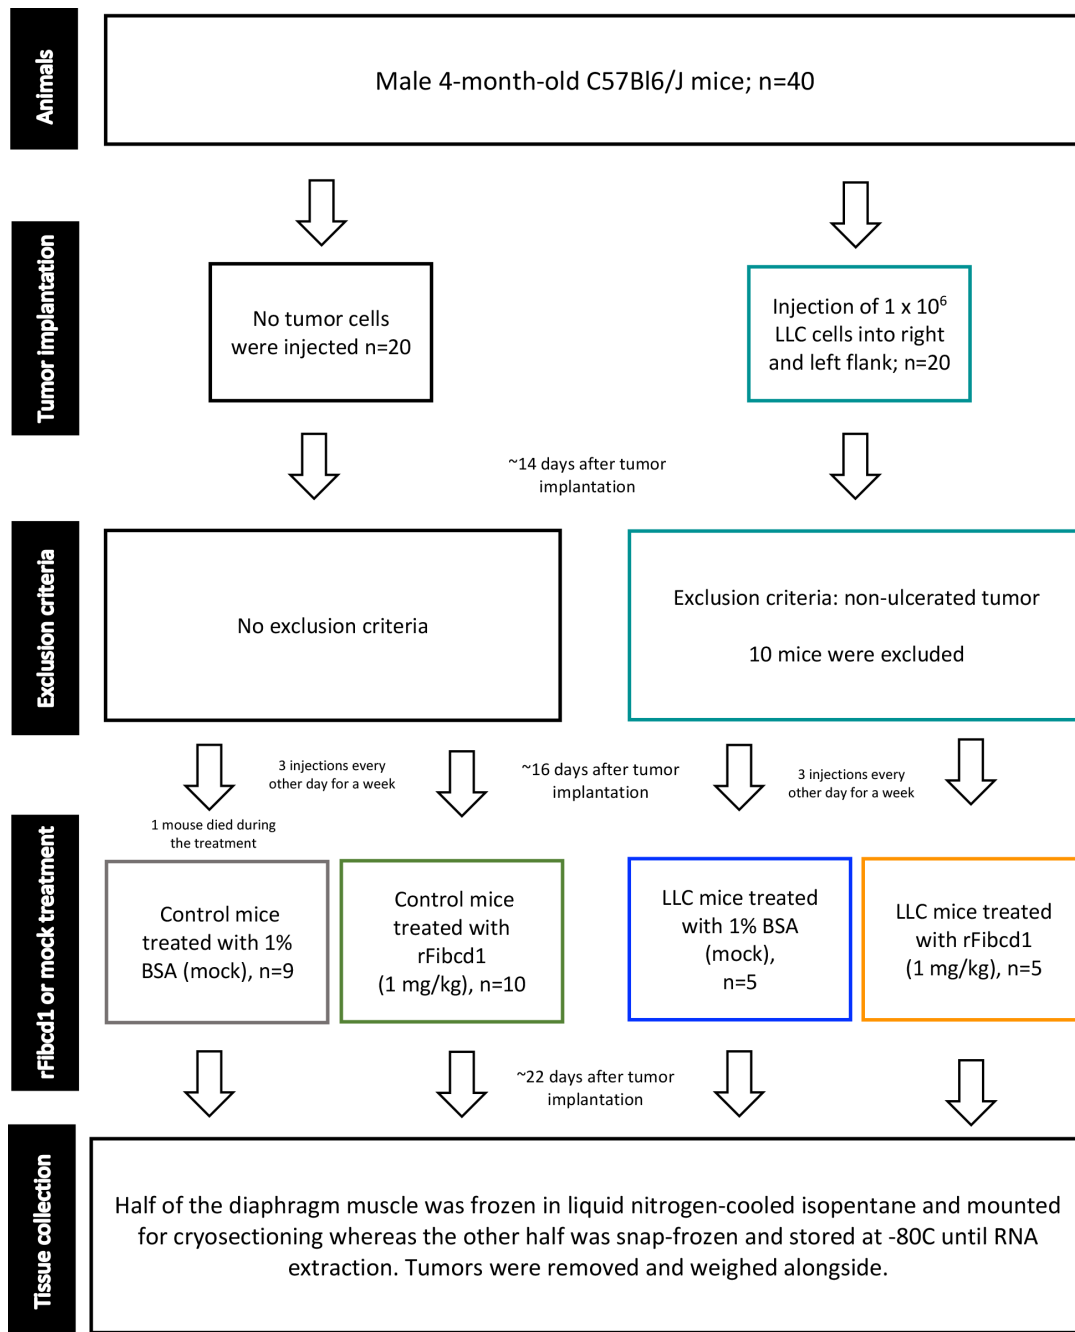 Animals
Male 4-month-old C57Bl6/J mice; n=40
Tumor implantation
No tumor cells
were injected n=20
Injection of 1 x 10⁶
LLC cells into right
and left flank; n=20
~14 days after tumor
implantation
Exclusion criteria
No exclusion criteria
Exclusion criteria: non-ulcerated tumor
10 mice were excluded
3 injections every
other day for a week
~16 days after tumor
implantation
3 injections every
other day for a week
1 mouse died during
the treatment
rFibcd1 or mock treatment
Control mice
treated with 1%
BSA (mock), n=9
Control mice
treated with
rFibcd1
(1 mg/kg), n=10
LLC mice treated
with 1% BSA
(mock),
n=5
LLC mice treated
with rFibcd1
(1 mg/kg), n=5
~22 days after tumor
implantation
Tissue collection
Half of the diaphragm muscle was frozen in liquid nitrogen-cooled isopentane and mounted
for cryosectioning whereas the other half was snap-frozen and stored at -80C until RNA
extraction. Tumors were removed and weighed alongside.